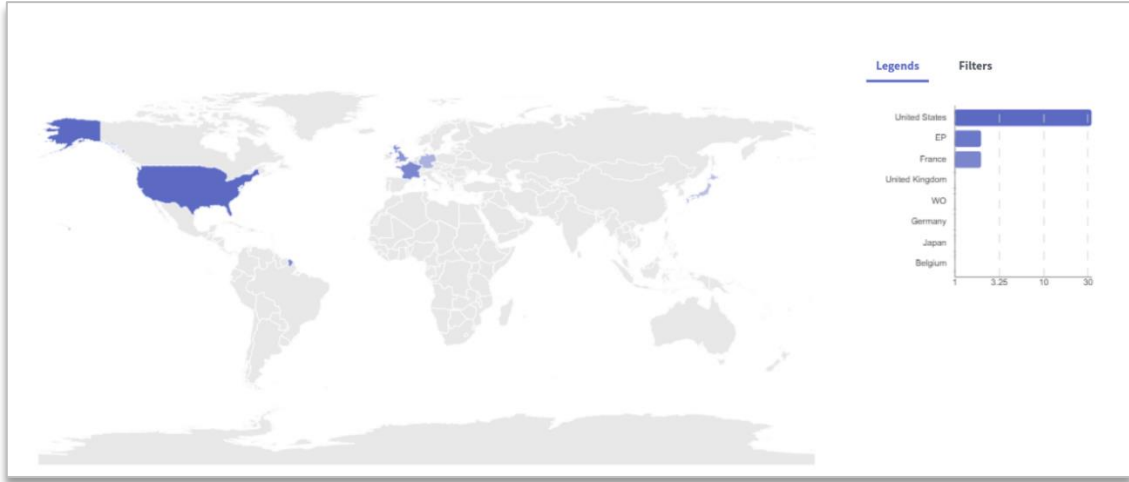 Legends Filters
United States
EP
France
United Kingdom
WO
Germany
Japan
Belgium
1 3.25 10 30